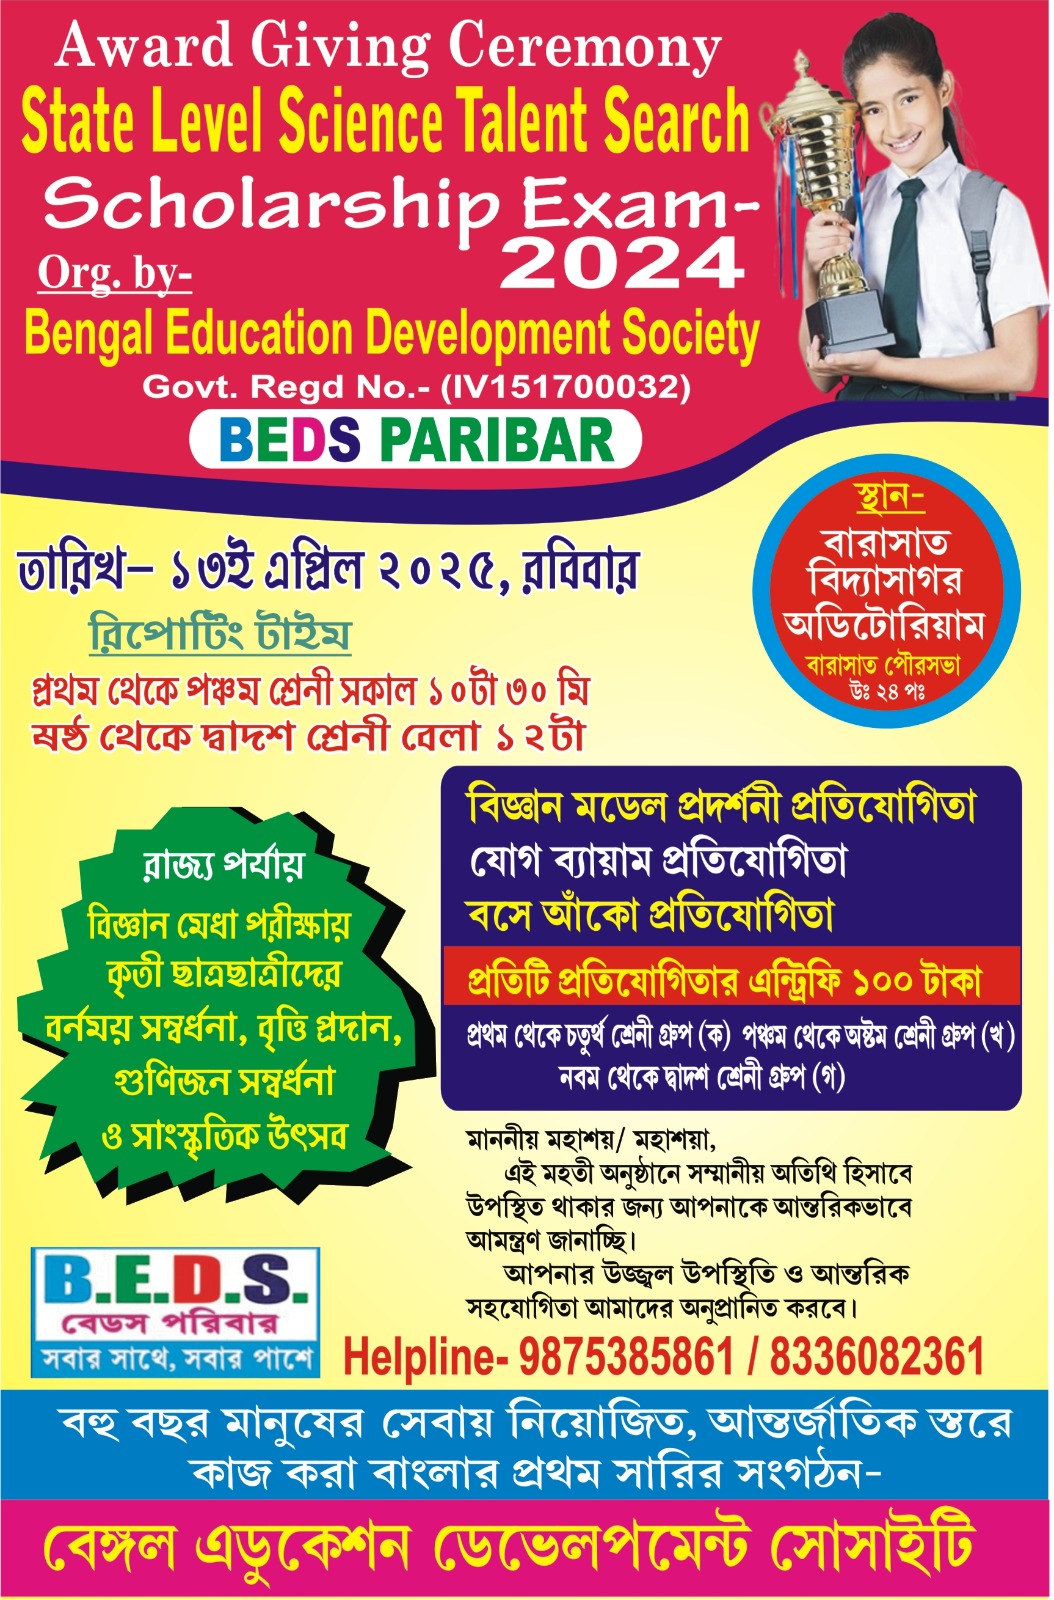 Award Giving Ceremony
State Level Science Talent Search
Scholarship Exam-
2024
Org. by-
Bengal Education Development Society
Govt. Regd No.- (IV151700032)
BEDS PARIBAR
স্থান-
বারাসাত
বিদ্যাসাগর
অডিটোরিয়াম
বারাসাত পৌরসভা
উঃ ২৪ পঃ
তারিখ– ১৩ই এপ্রিল ২০২৫, রবিবার
রিপোটিং টাইম
প্রথম থেকে পঞ্চম শ্রেনী সকাল ১০টা ৩০ মি
ষষ্ঠ থেকে দ্বাদশ শ্রেনী বেলা ১২টা
রাজ্য পর্যায়
বিজ্ঞান মেধা পরীক্ষায়
কৃতী ছাত্রছাত্রীদের
বর্নময় সম্বর্ধনা, বৃত্তি প্রদান,
গুণিজন সম্বর্ধনা
ও সাংস্কৃতিক উৎসব
বিজ্ঞান মডেল প্রদর্শনী প্রতিযোগিতা
যোগ ব্যায়াম প্রতিযোগিতা
বসে আঁকো প্রতিযোগিতা
প্রতিটি প্রতিযোগিতার এন্ট্রিফি ১০০ টাকা
প্রথম থেকে চতুর্থ শ্রেনী গ্রুপ (ক) পঞ্চম থেকে অষ্টম শ্রেনী গ্রুপ (খ)
নবম থেকে দ্বাদশ শ্রেনী গ্রুপ (গ)
মাননীয় মহাশয়/ মহাশয়া,
এই মহতী অনুষ্ঠানে সম্মানীয় অতিথি হিসাবে
উপস্থিত থাকার জন্য আপনাকে আন্তরিকভাবে
আমন্ত্রণ জানাচ্ছি।
আপনার উজ্জ্বল উপস্থিতি ও আন্তরিক
সহযোগিতা আমাদের অনুপ্রানিত করবে।
B.E.D.S.
বেডস পরিবার
সবার সাথে, সবার পাশে
Helpline- 9875385861 / 8336082361
বহু বছর মানুষের সেবায় নিয়োজিত, আন্তর্জাতিক স্তরে
কাজ করা বাংলার প্রথম সারির সংগঠন-
বেঙ্গল এডুকেশন ডেভেলপমেন্ট সোসাইটি